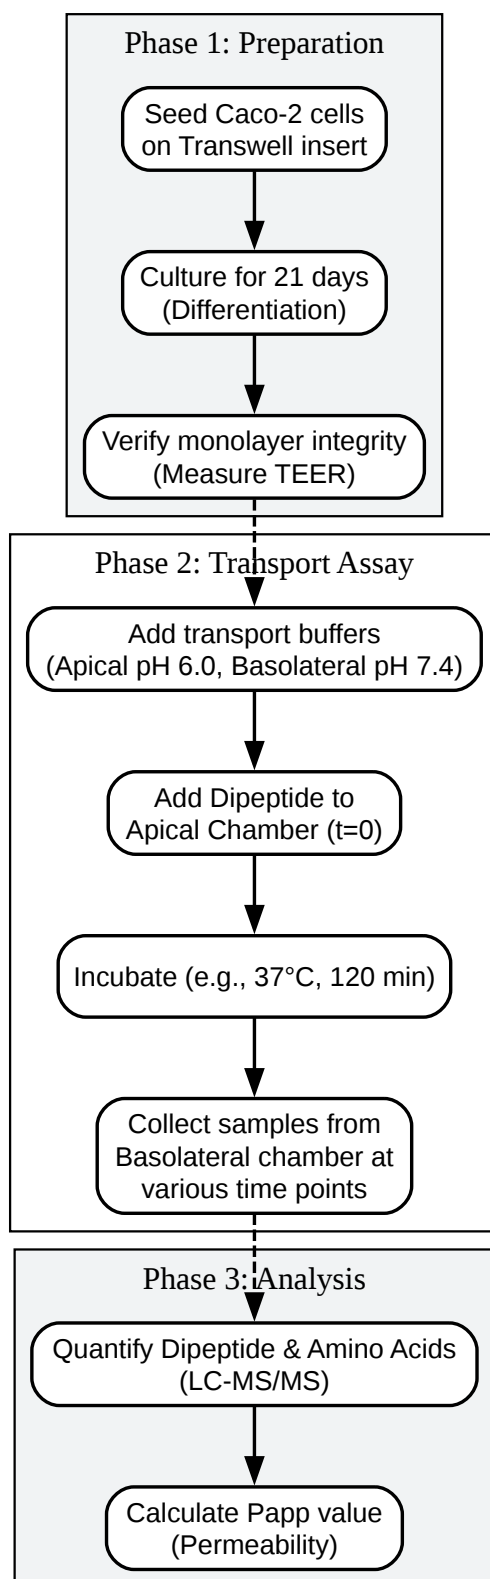 Phase 1: Preparation
Seed Caco-2 cells
on Transwell insert
Culture for 21 days
(Differentiation)
Verify monolayer integrity
(Measure TEER)
Phase 2: Transport Assay
Add transport buffers
(Apical pH 6.0, Basolateral pH 7.4)
Add Dipeptide to
Apical Chamber (t=0)
Incubate (e.g., 37°C, 120 min)
Collect samples from
Basolateral chamber at
various time points
Phase 3: Analysis
Quantify Dipeptide & Amino Acids
(LC-MS/MS)
Calculate Papp value
(Permeability)